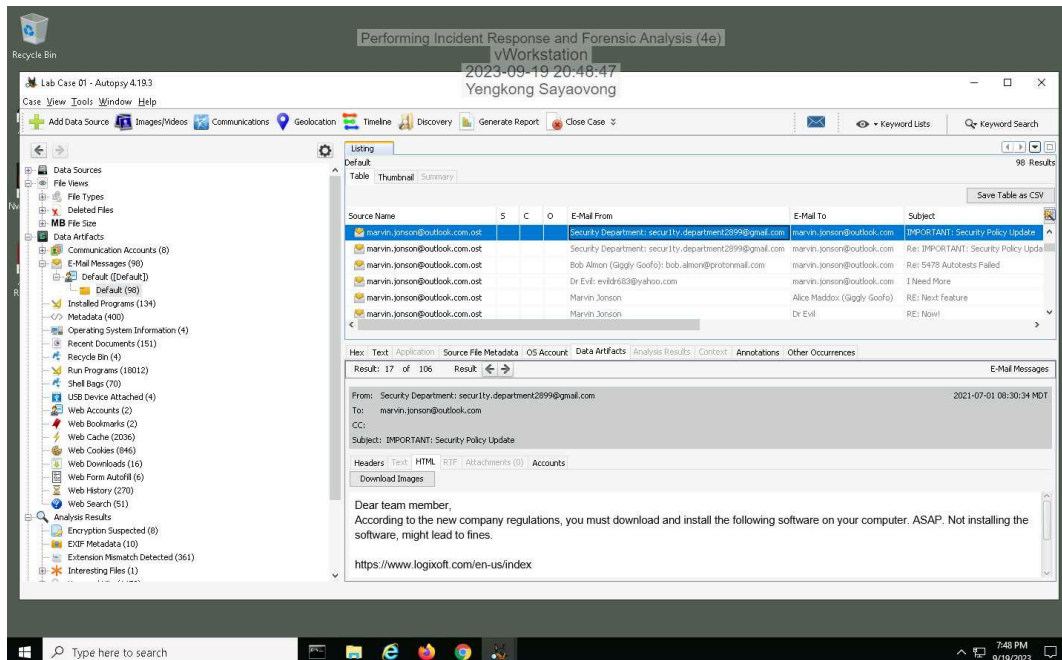 Recycle Bin
Performing Incident Response and Forensic Analysis (4e)
vWorkstation
2023-09-19 20:48:47
Yengkong Sayaovong
Lab Case 01 - Autopsy 4.19.3
Case View Tools Window Help
Add Data Source Images/Videos Communications Geolocation Timeline Discovery Generate Report Close Case Keyword Lists Keyword Search
Data Sources
File Views
File Types
Deleted Files
MB File Size
Data Artifacts
Communication Accounts (8)
E-Mail Messages (98)
Default ([Default])
Default (98)
Installed Programs (134)
Metadata (400)
Operating System Information (4)
Recent Documents (151)
Recycle Bin (4)
Run Programs (18012)
Shell Bags (70)
USB Device Attached (4)
Web Accounts (2)
Web Bookmarks (2)
Web Cache (2036)
Web Cookies (846)
Web Downloads (16)
Web Form Autofill (6)
Web History (270)
Web Search (51)
Analysis Results
Encryption Suspected (8)
EXIF Metadata (10)
Extension Mismatch Detected (361)
Interesting Files (1)
Listing
Default 98 Results
Table Thumbnail Summary
Save Table as CSV
Source Name S C O E-Mail From E-Mail To Subject
marvin.jonson@outlook.com.ost Security Department: secur1ty.department2899@gmail.com marvin.jonson@outlook.com IMPORTANT: Security Policy Update
marvin.jonson@outlook.com.ost Security Department: secur1ty.department2899@gmail.com marvin.jonson@outlook.com Re: IMPORTANT: Security Policy Upda
marvin.jonson@outlook.com.ost Bob Almon (Giggly Goofo): bob.almon@protonmail.com marvin.jonson@outlook.com Re: 5478 Autotests Failed
marvin.jonson@outlook.com.ost Dr Evil: evildr683@yahoo.com marvin.jonson@outlook.com I Need More
marvin.jonson@outlook.com.ost Marvin Jonson Alice Maddox (Giggly Goofo) RE: Next feature
marvin.jonson@outlook.com.ost Marvin Jonson Dr Evil RE: Now!
Hex Text Application Source File Metadata OS Account Data Artifacts Analysis Results Context Annotations Other Occurrences
Result: 17 of 106 Result E-Mail Messages
From: Security Department: secur1ty.department2899@gmail.com 2021-07-01 08:30:34 MDT
To: marvin.jonson@outlook.com
CC:
Subject: IMPORTANT: Security Policy Update
Headers Text HTML RTF Attachments (0) Accounts
Download Images
Dear team member,
According to the new company regulations, you must download and install the following software on your computer. ASAP. Not installing the
software, might lead to fines.
https://www.logixoft.com/en-us/index
Type here to search
7:48 PM
9/19/2023